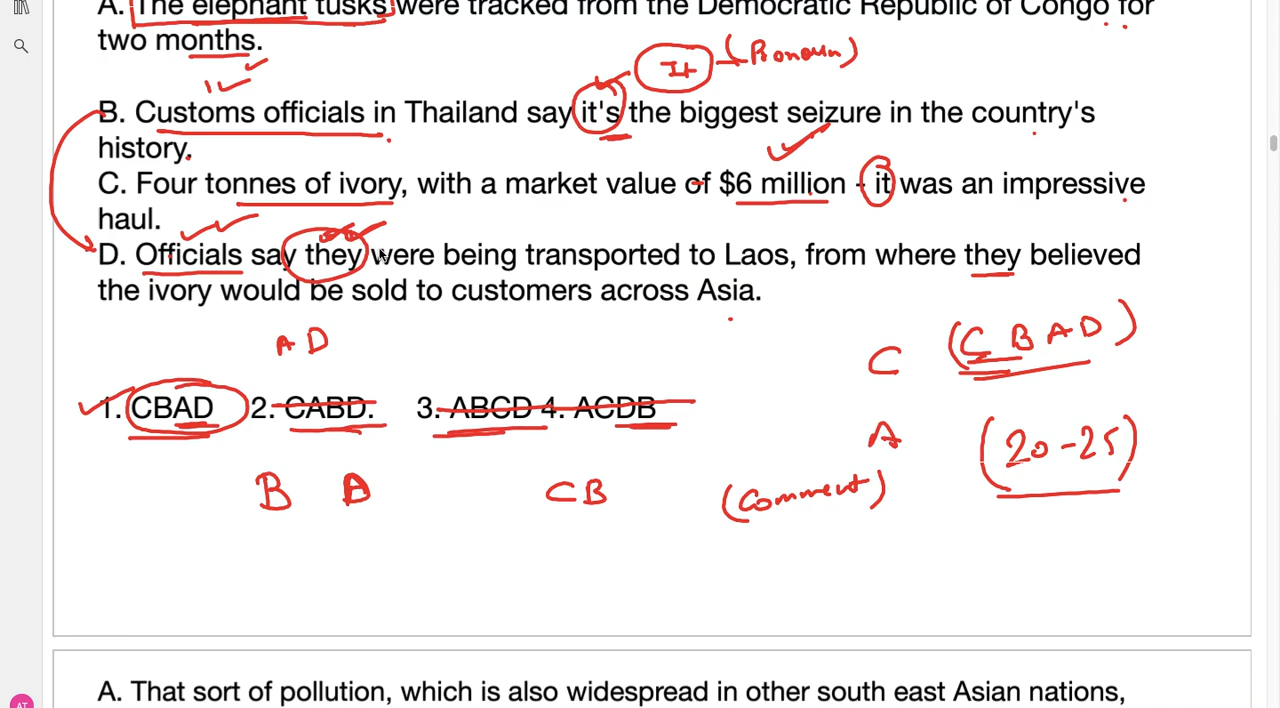 A. The elephant tusks were tracked from the Democratic Republic of Congo for
two months.
It (Pronoun)
B. Customs officials in Thailand say it's the biggest seizure in the country's
history.
C. Four tonnes of ivory, with a market value of $6 million - it was an impressive
haul.
D. Officials say they were being transported to Laos, from where they believed
the ivory would be sold to customers across Asia.
A D
C (CBAD)
1. CBAD 2. CABD. 3. ABCD 4. ACDB
A (20-25)
B A CB (Comment)
A. That sort of pollution, which is also widespread in other south east Asian nations,
AT